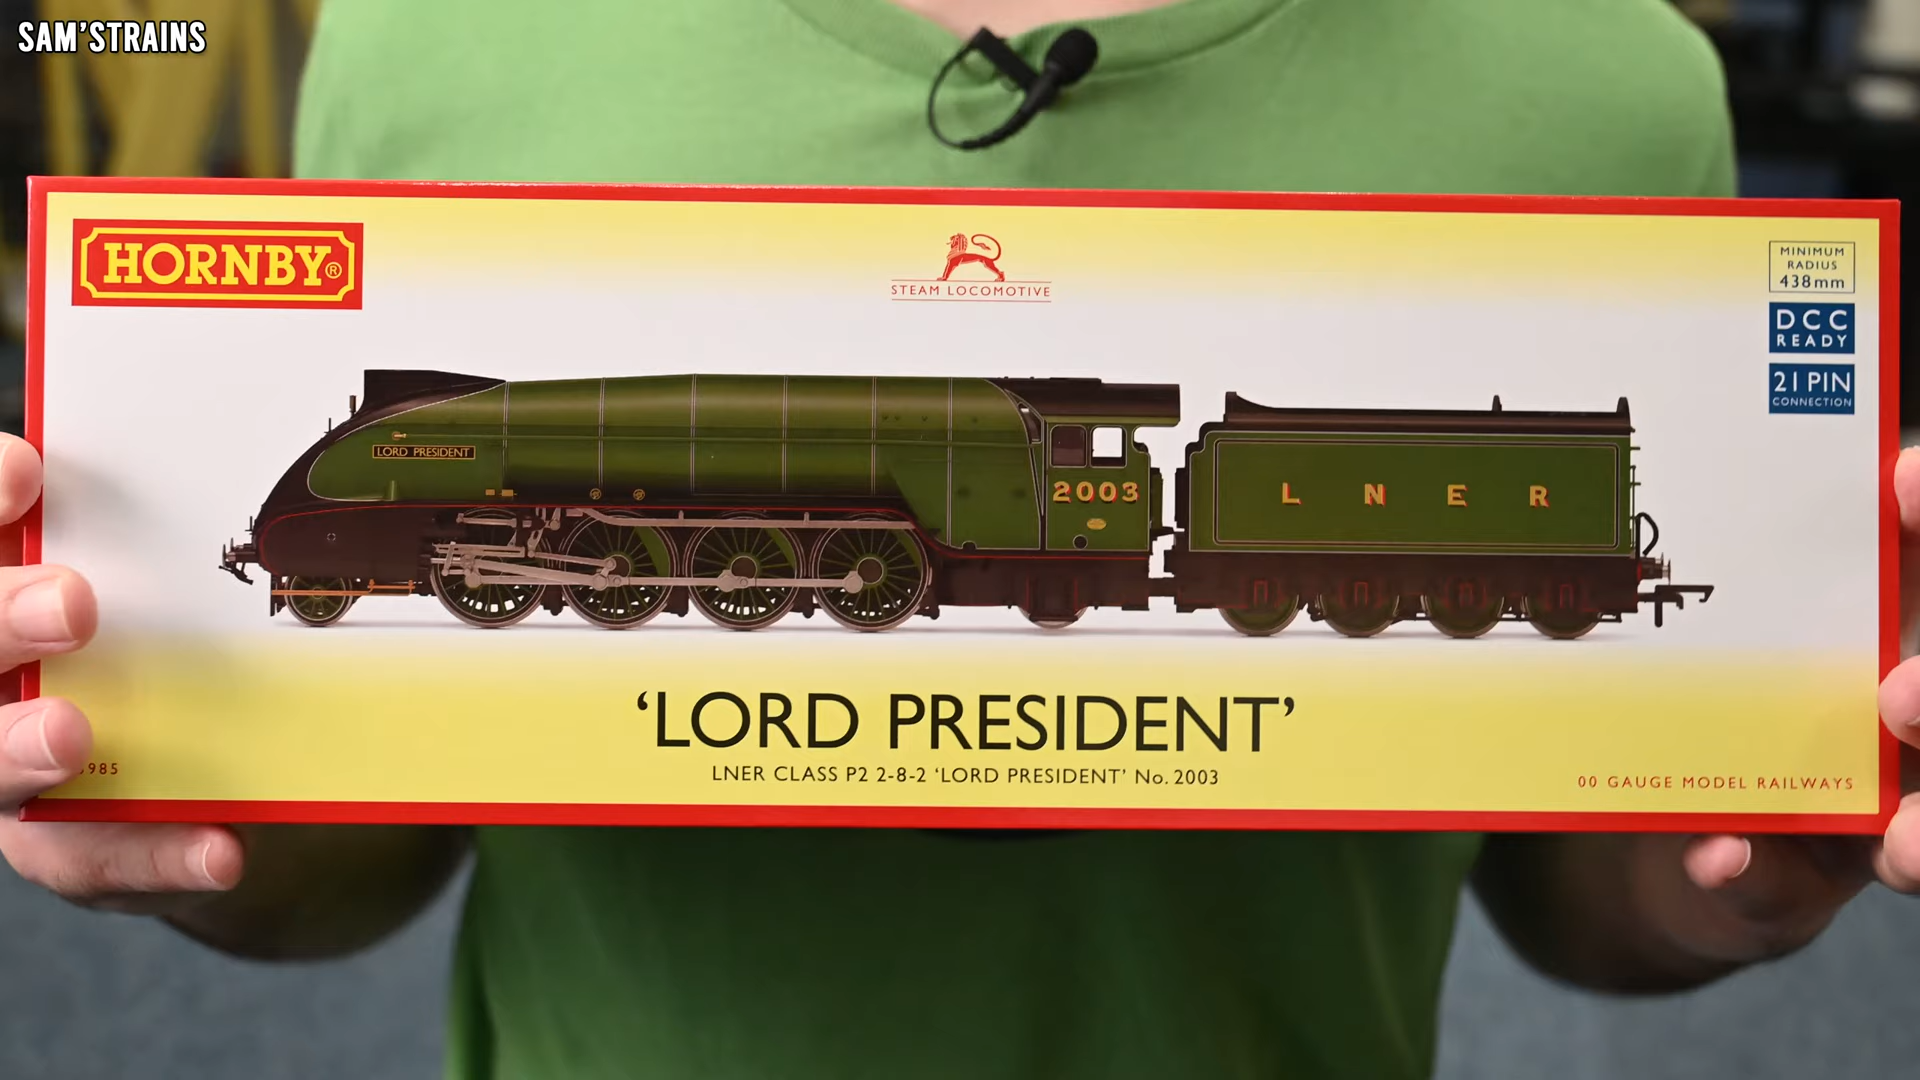 SAM'STRAINS
HORNBY®
STEAM LOCOMOTIVE
MINIMUM
RADIUS
438mm
DCC
READY
21 PIN
CONNECTION
LORD PRESIDENT
2003
L N E R
‘LORD PRESIDENT’
LNER CLASS P2 2-8-2 ‘LORD PRESIDENT’ No. 2003
985
00 GAUGE MODEL RAILWAYS